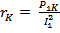 r_K = p_{1K} / I_1^2